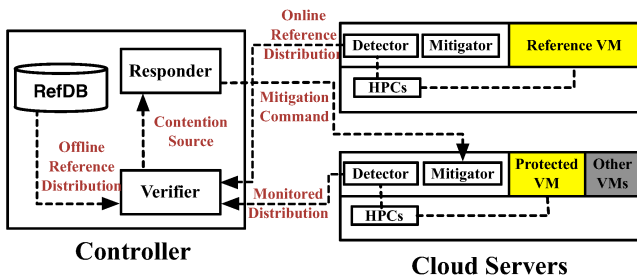 Online
Reference
Distribution
Detector
Mitigator
Reference VM
HPCs
Responder
RefDB
Mitigation
Command
Contention
Source
Offline
Reference
Distribution
Verifier
Monitored
Distribution
Detector
Mitigator
Protected
VM
Other
VMs
HPCs
Controller
Cloud Servers